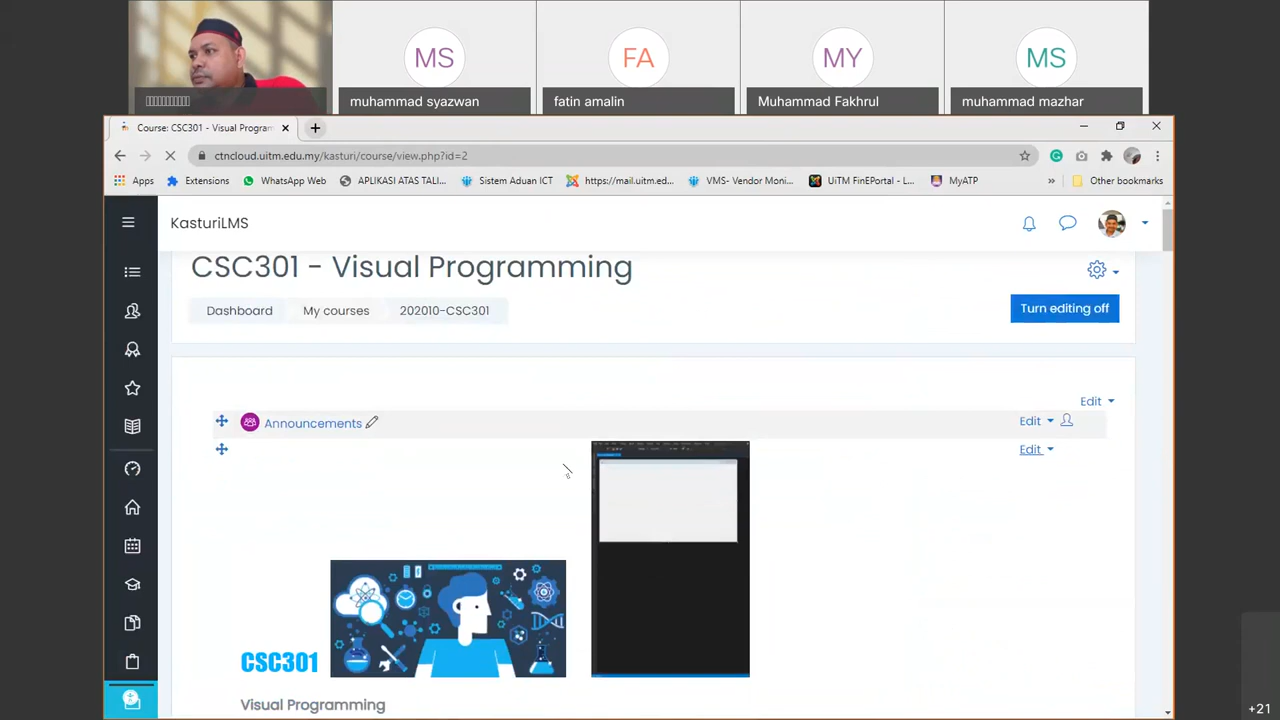 MS
FA
MY
MS
muhammad syazwan
fatin amalin
Muhammad Fakhrul
muhammad mazhar
Course: CSC301 - Visual Program
ctncloud.uitm.edu.my/kasturi/course/view.php?id=2
Apps
Extensions
WhatsApp Web
APLIKASI ATAS TALI...
Sistem Aduan ICT
https://mail.uitm.ed...
VMS- Vendor Moni...
UiTM FinEPortal - L...
MyATP
»
Other bookmarks
KasturiLMS
CSC301 - Visual Programming
Dashboard
My courses
202010-CSC301
Turn editing off
Edit
Announcements
Edit
Edit
CSC301
Visual Programming
+21